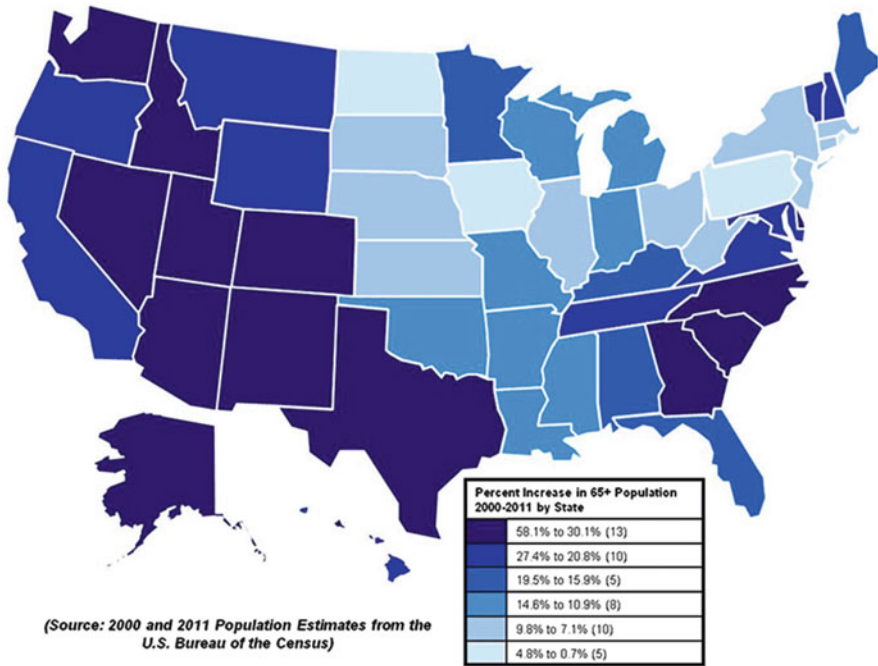 Percent Increase in 65+ Population
2000-2011 by State
58.1% to 30.1% (13)
27.4% to 20.8% (10)
19.5% to 15.9% (5)
14.6% to 10.9% (8)
9.8% to 7.1% (10)
4.8% to 0.7% (5)
(Source: 2000 and 2011 Population Estimates from the
U.S. Bureau of the Census)